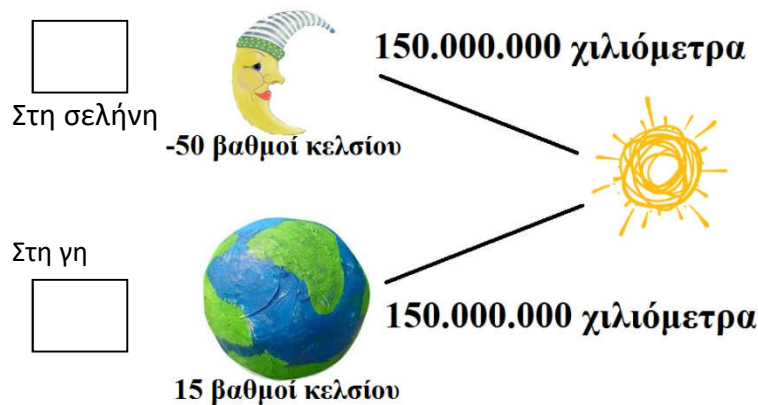 150.000.000 χιλιόμετρα
Στη σελήνη
-50 βαθμοί κελσίου
Στη γη
150.000.000 χιλιόμετρα
15 βαθμοί κελσίου